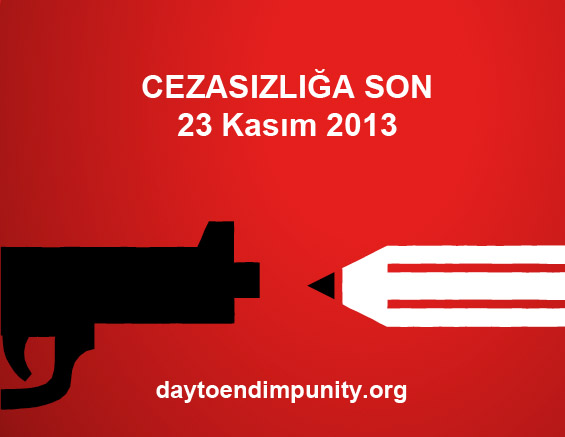 CEZASIZLIĞA SON
23 Kasım 2013
daytoendimpunity.org